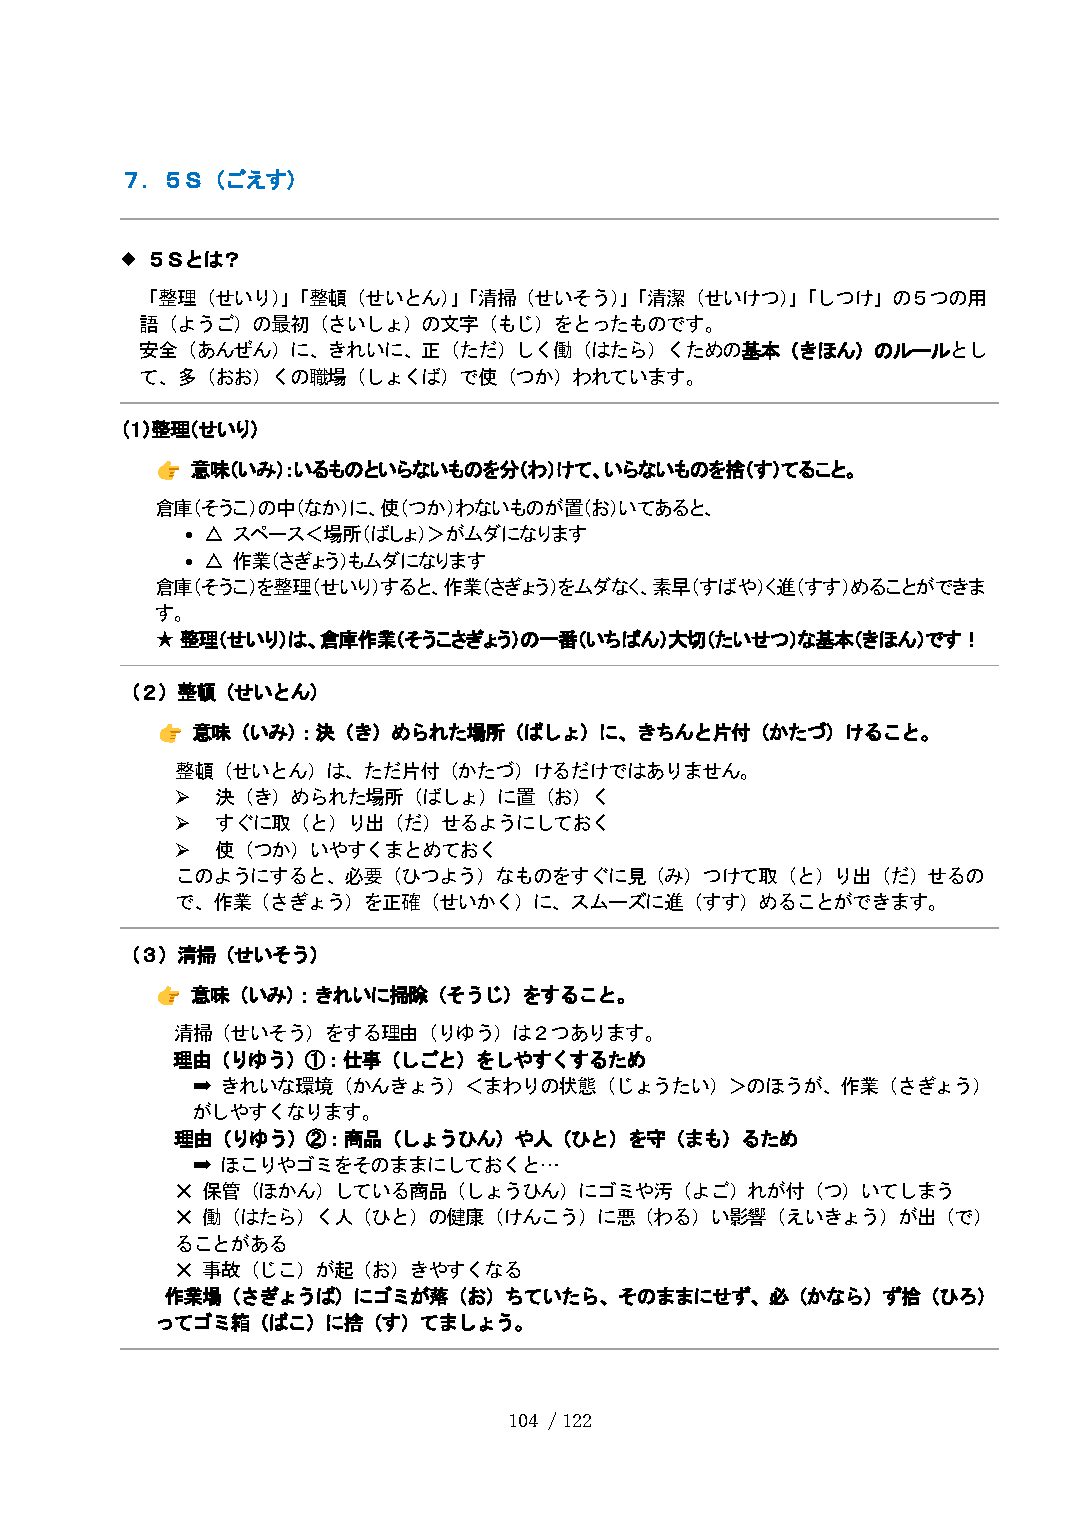 ７．５Ｓ（ごえす）
◆ ５Ｓとは？
「整理（せいり）」「整頓（せいとん）」「清掃（せいそう）」「清潔（せいけつ）」「しつけ」の５つの用
語（ようご）の最初（さいしょ）の文字（もじ）をとったものです。
安全（あんぜん）に、きれいに、正（ただ）しく働（はたら）くための基本（きほん）のルールとし
て、多（おお）くの職場（しょくば）で使（つか）われています。
(1)整理(せいり)
👉 意味(いみ)：いるものといらないものを分(わ)けて、いらないものを捨(す)てること。
倉庫(そうこ)の中(なか)に、使(つか)わないものが置(お)いてあると、
• △ スペース＜場所(ばしょ)＞がムダになります
• △ 作業(さぎょう)もムダになります
倉庫(そうこ)を整理(せいり)すると、作業(さぎょう)をムダなく、素早(すばや)く進(すす)めることができま
す。
★ 整理(せいり)は、倉庫作業(そうこさぎょう)の一番(いちばん)大切(たいせつ)な基本(きほん)です！
（２）整頓（せいとん）
👉 意味（いみ）：決（き）められた場所（ばしょ）に、きちんと片付（かたづ）けること。
整頓（せいとん）は、ただ片付（かたづ）けるだけではありません。
➢ 決（き）められた場所（ばしょ）に置（お）く
➢ すぐに取（と）り出（だ）せるようにしておく
➢ 使（つか）いやすくまとめておく
このようにすると、必要（ひつよう）なものをすぐに見（み）つけて取（と）り出（だ）せるの
で、作業（さぎょう）を正確（せいかく）に、スムーズに進（すす）めることができます。
（３）清掃（せいそう）
👉 意味（いみ）：きれいに掃除（そうじ）をすること。
清掃（せいそう）をする理由（りゆう）は２つあります。
理由（りゆう）①：仕事（しごと）をしやすくするため
➡ きれいな環境（かんきょう）＜まわりの状態（じょうたい）＞のほうが、作業（さぎょう）
がしやすくなります。
理由（りゆう）②：商品（しょうひん）や人（ひと）を守（まも）るため
➡ ほこりやゴミをそのままにしておくと…
✕ 保管（ほかん）している商品（しょうひん）にゴミや汚（よご）れが付（つ）いてしまう
✕ 働（はたら）く人（ひと）の健康（けんこう）に悪（わる）い影響（えいきょう）が出（で）
ることがある
✕ 事故（じこ）が起（お）きやすくなる
作業場（さぎょうば）にゴミが落（お）ちていたら、そのままにせず、必（かなら）ず拾（ひろ）
ってゴミ箱（ばこ）に捨（す）てましょう。
104 / 122